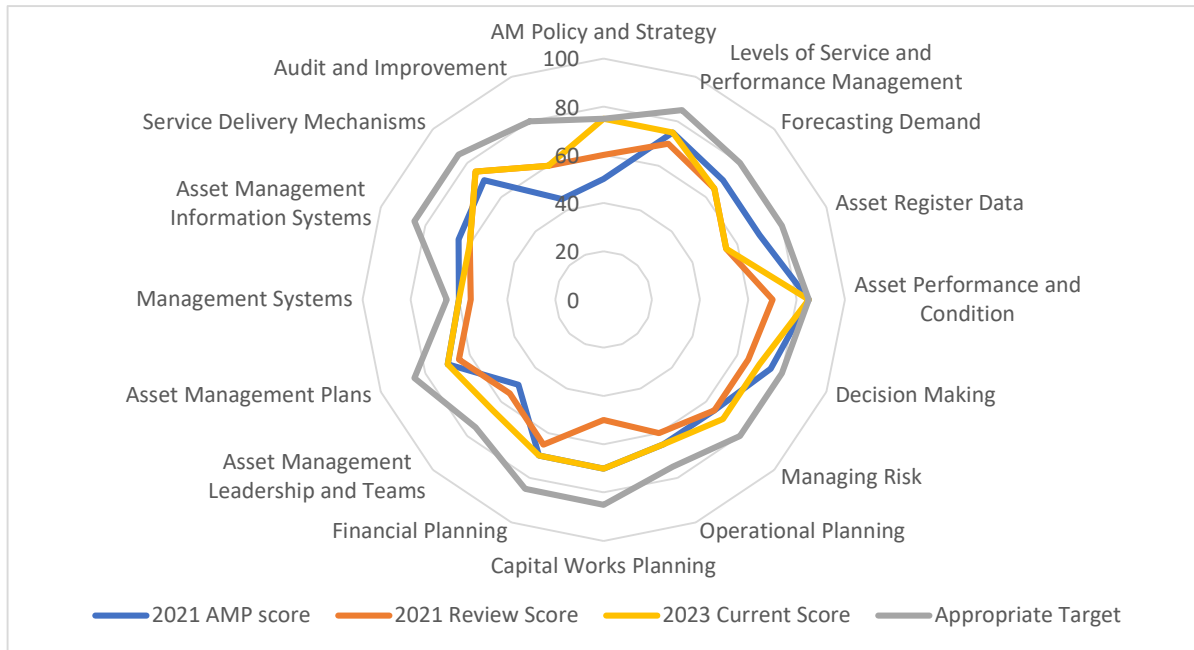 AM Policy and Strategy
Levels of Service and
Performance Management
Forecasting Demand
Asset Register Data
Asset Performance and
Condition
Decision Making
Managing Risk
Operational Planning
Capital Works Planning
Financial Planning
Asset Management
Leadership and Teams
Asset Management Plans
Management Systems
Asset Management
Information Systems
Service Delivery Mechanisms
Audit and Improvement
100
80
60
40
20
0
2021 AMP score
2021 Review Score
2023 Current Score
Appropriate Target